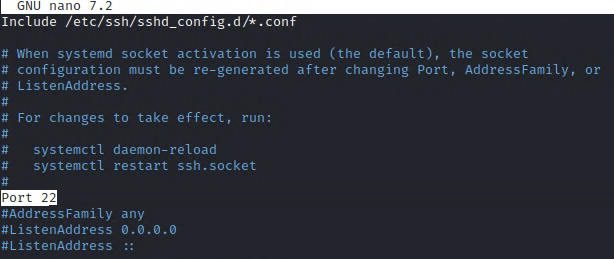 GNU nano 7.2
Include /etc/ssh/sshd_config.d/*.conf
# When systemd socket activation is used (the default), the socket
# configuration must be re-generated after changing Port, AddressFamily, or
# ListenAddress.
#
# For changes to take effect, run:
#
#   systemctl daemon-reload
#   systemctl restart ssh.socket
#
Port 22
#AddressFamily any
#ListenAddress 0.0.0.0
#ListenAddress ::